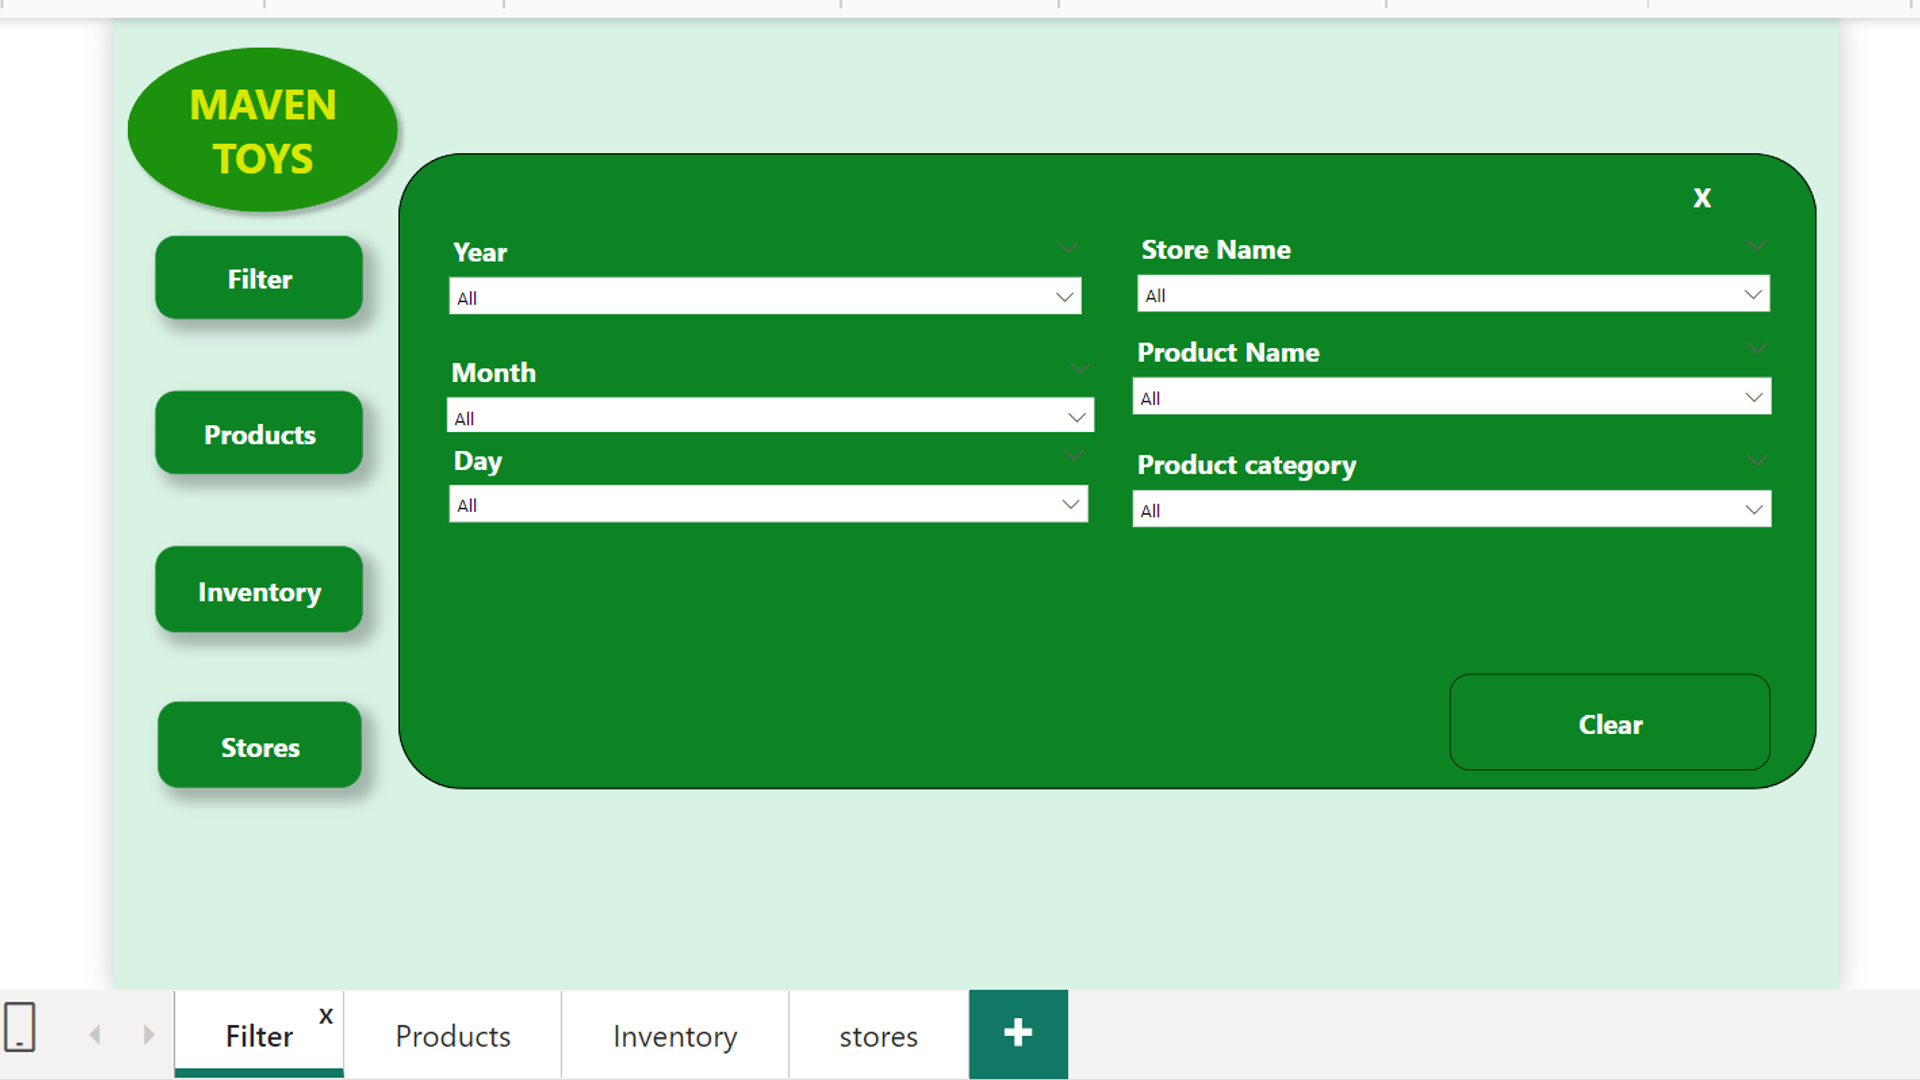 MAVEN
TOYS
Filter
Products
Inventory
Stores
X
Year
All
Month
All
Day
All
Store Name
All
Product Name
All
Product category
All
Clear
Filter
x
Products
Inventory
stores